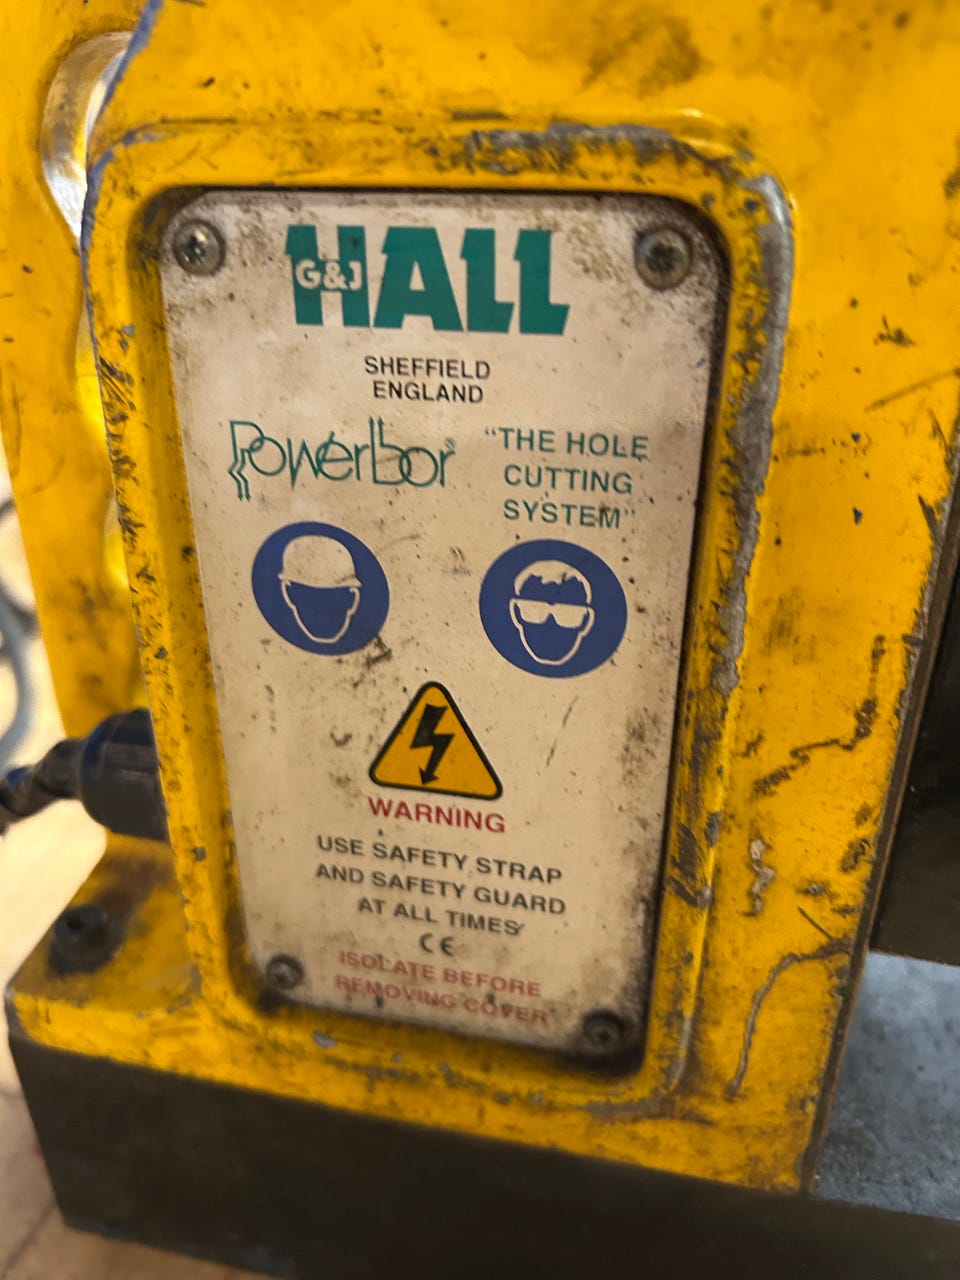 G&J HALL
SHEFFIELD
ENGLAND
Powerbor®
"THE HOLE
CUTTING
SYSTEM"
WARNING
USE SAFETY STRAP
AND SAFETY GUARD
AT ALL TIMES
CE
ISOLATE BEFORE
REMOVING COVER